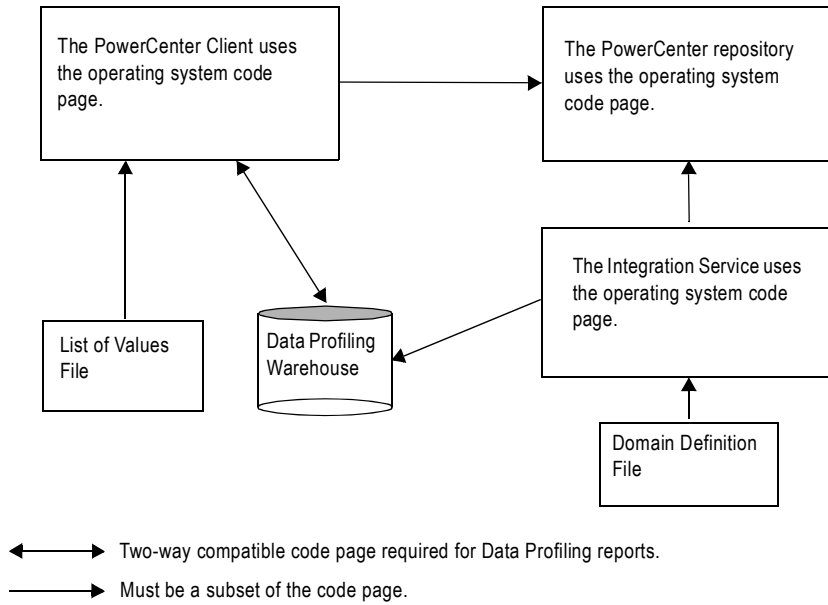 The PowerCenter Client uses
the operating system code
page.
The PowerCenter repository
uses the operating system
code page.
The Integration Service uses
the operating system code
page.
List of Values
File
Data Profiling
Warehouse
Domain Definition
File
Two-way compatible code page required for Data Profiling reports.
Must be a subset of the code page.